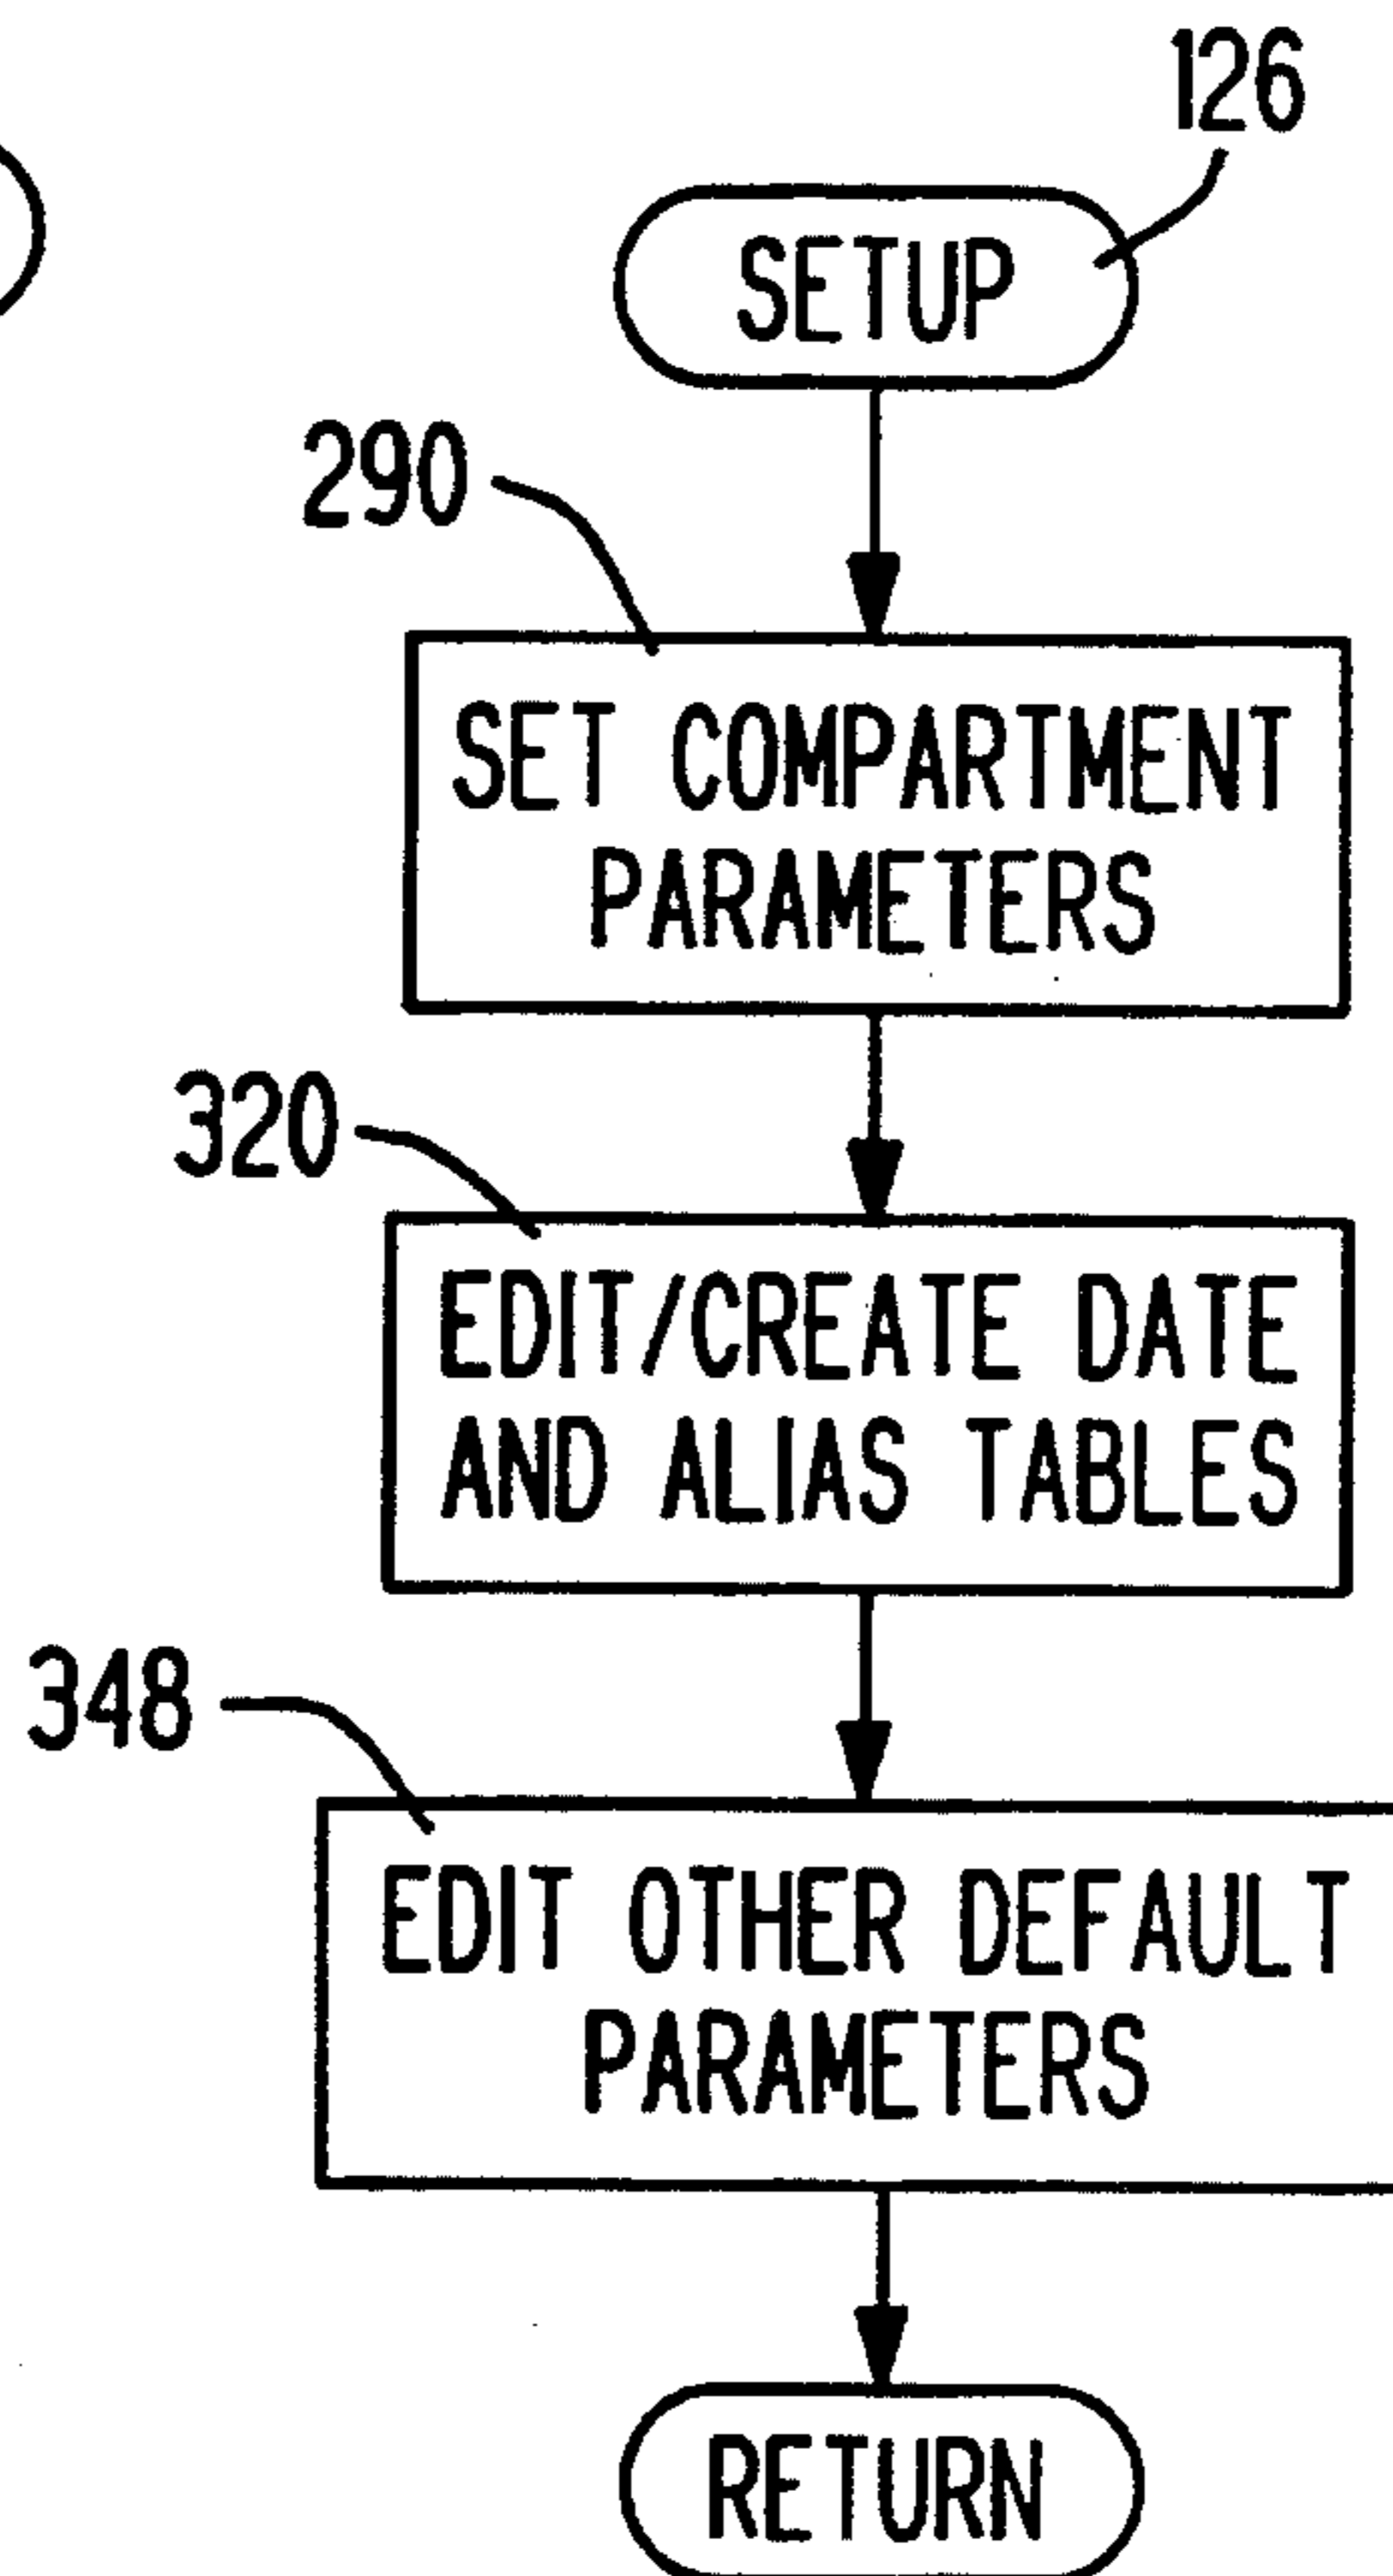 126
SETUP
290
SET COMPARTMENT
PARAMETERS
320
EDIT/CREATE DATE
AND ALIAS TABLES
348
EDIT OTHER DEFAULT
PARAMETERS
RETURN